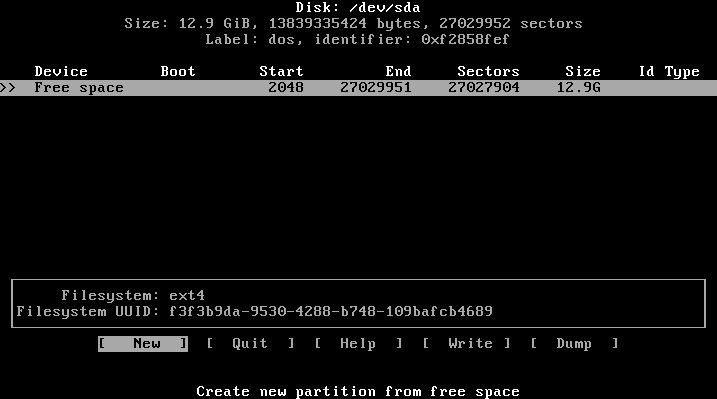 Disk: /dev/sda
Size: 12.9 GiB, 13839335424 bytes, 27029952 sectors
Label: dos, identifier: 0xf2858fef
Device Boot Start End Sectors Size Id Type
>> Free space 2048 27029951 27027904 12.9G
Filesystem: ext4
Filesystem UUID: f3f3b9da-9530-4288-b748-109bafcb4689
[ New ] [ Quit ] [ Help ] [ Write ] [ Dump ]
Create new partition from free space